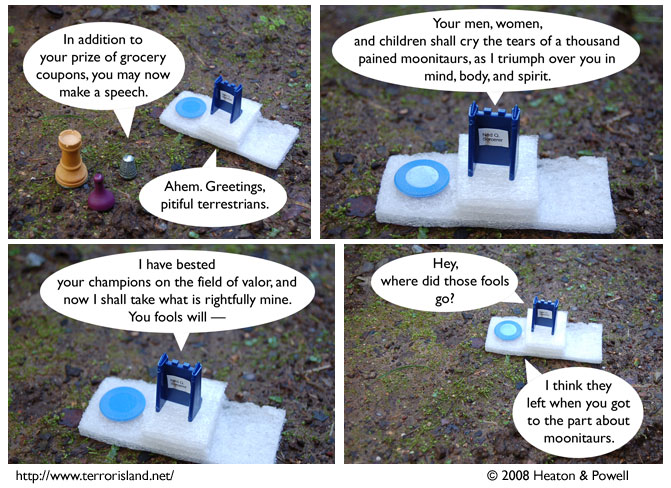 In addition to
your prize of grocery
coupons, you may now
make a speech.
Ahem. Greetings,
pitiful terrestrians.
Your men, women,
and children shall cry the tears of a thousand
pained moonitaurs, as I triumph over you in
mind, body, and spirit.
I have bested
your champions on the field of valor, and
now I shall take what is rightfully mine.
You fools will —
Hey,
where did those fools
go?
I think they
left when you got
to the part about
moonitaurs.
http://www.terrorisland.net/
© 2008 Heaton & Powell